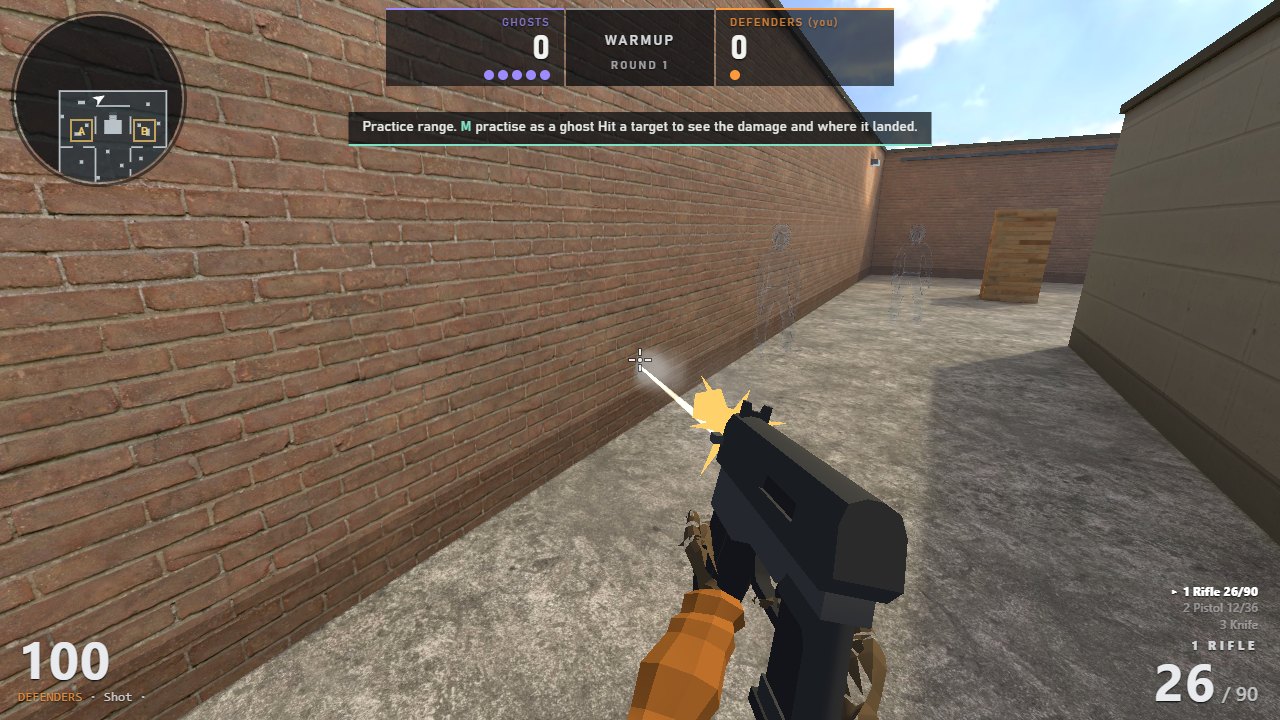 GHOSTS
0
WARMUP
ROUND 1
DEFENDERS (you)
0
A
B
Practice range. M practise as a ghost Hit a target to see the damage and where it landed.
▸ 1 Rifle 26/90
2 Pistol 12/36
3 Knife
1 RIFLE
26 / 90
100
DEFENDERS · Shot ·